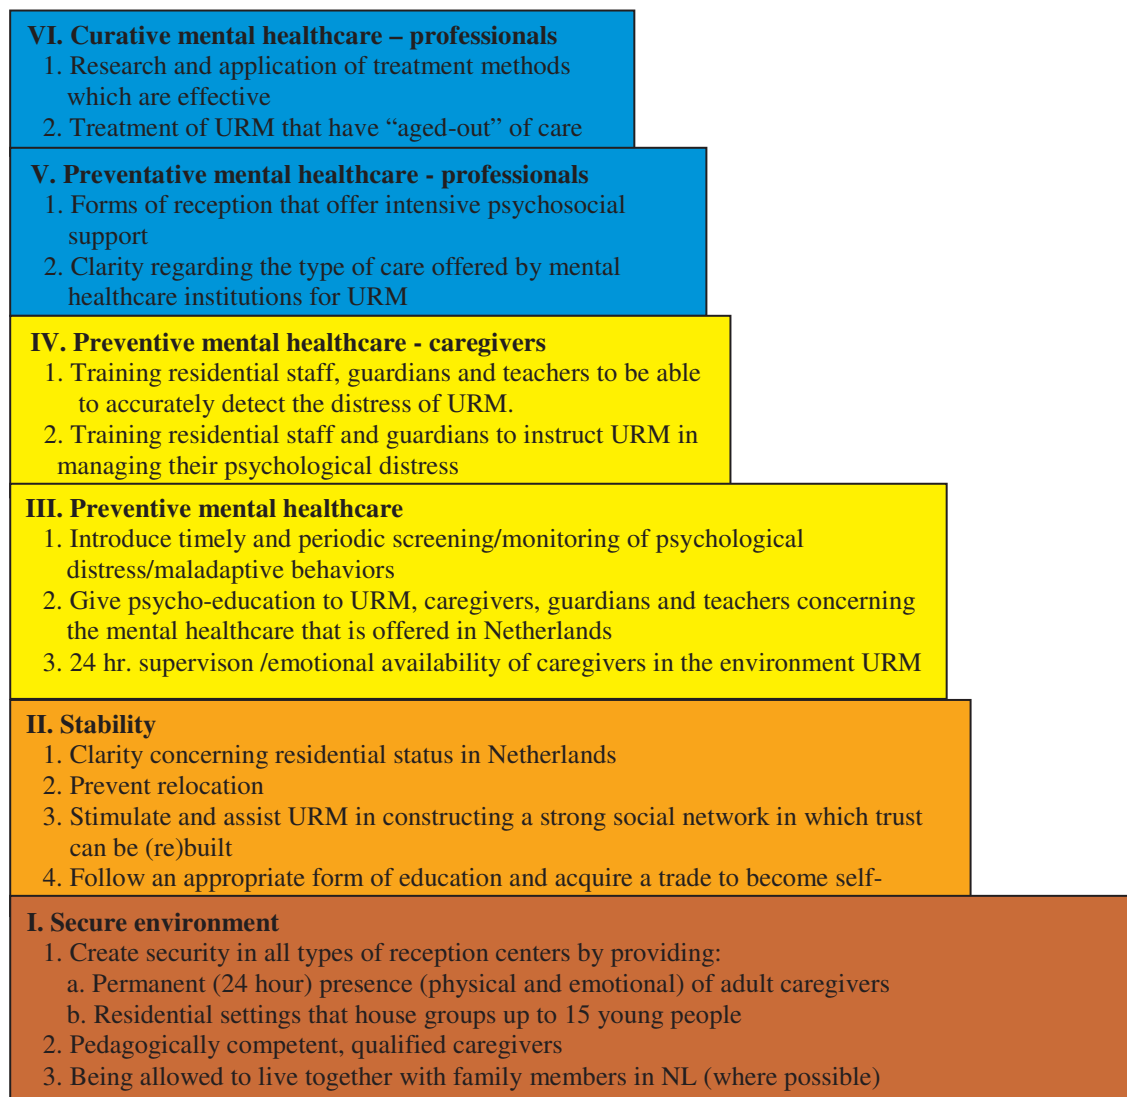 VI. Curative mental healthcare – professionals
1. Research and application of treatment methods
which are effective
2. Treatment of URM that have “aged-out” of care
V. Preventative mental healthcare - professionals
1. Forms of reception that offer intensive psychosocial
support
2. Clarity regarding the type of care offered by mental
healthcare institutions for URM
IV. Preventive mental healthcare - caregivers
1. Training residential staff, guardians and teachers to be able
to accurately detect the distress of URM.
2. Training residential staff and guardians to instruct URM in
managing their psychological distress
III. Preventive mental healthcare
1. Introduce timely and periodic screening/monitoring of psychological
distress/maladaptive behaviors
2. Give psycho-education to URM, caregivers, guardians and teachers concerning
the mental healthcare that is offered in Netherlands
3. 24 hr. supervison /emotional availability of caregivers in the environment URM
II. Stability
1. Clarity concerning residential status in Netherlands
2. Prevent relocation
3. Stimulate and assist URM in constructing a strong social network in which trust
can be (re)built
4. Follow an appropriate form of education and acquire a trade to become self-
I. Secure environment
1. Create security in all types of reception centers by providing:
a. Permanent (24 hour) presence (physical and emotional) of adult caregivers
b. Residential settings that house groups up to 15 young people
2. Pedagogically competent, qualified caregivers
3. Being allowed to live together with family members in NL (where possible)